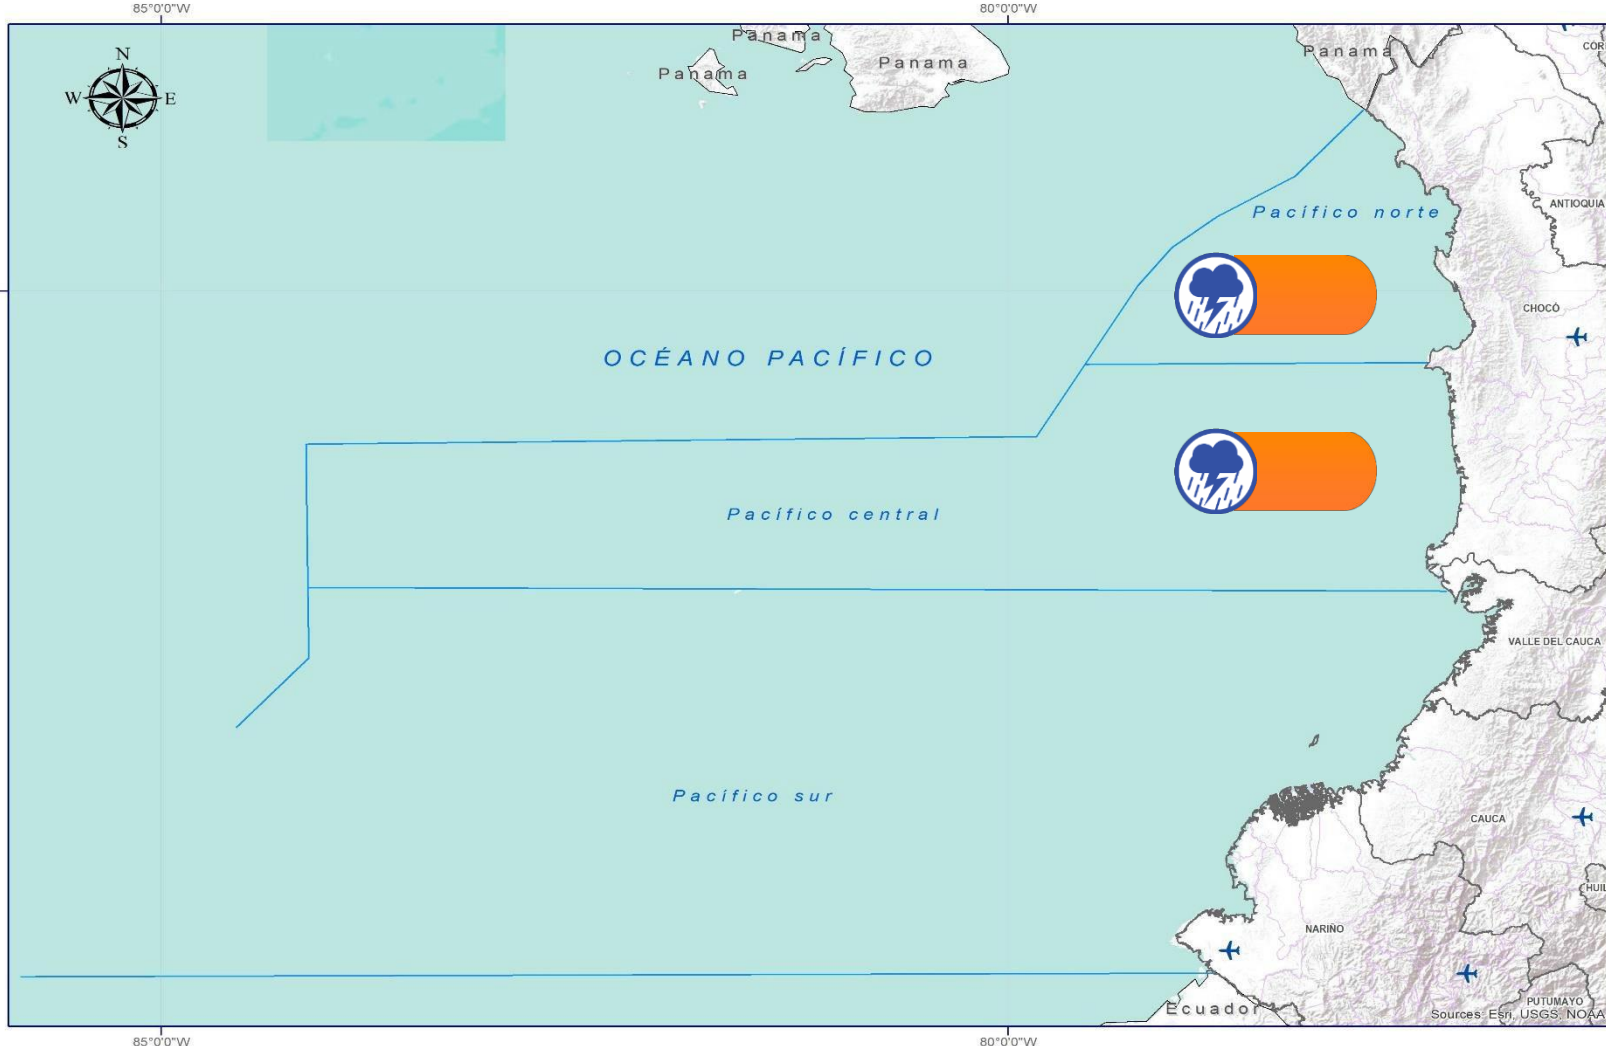 85°0'0"W
80°0'0"W
N
W
E
S
Panama
Panama
Panama
Panama
COR
ANTIOQUIA
Pacífico norte
CHOCÓ
OCÉANO PACÍFICO
Pacífico central
VALLE DEL CAUCA
Pacífico sur
CAUCA
HUIL
NARIÑO
PUTUMAYO
Ecuador
Sources: Esri, USGS, NOAA
85°0'0"W
80°0'0"W